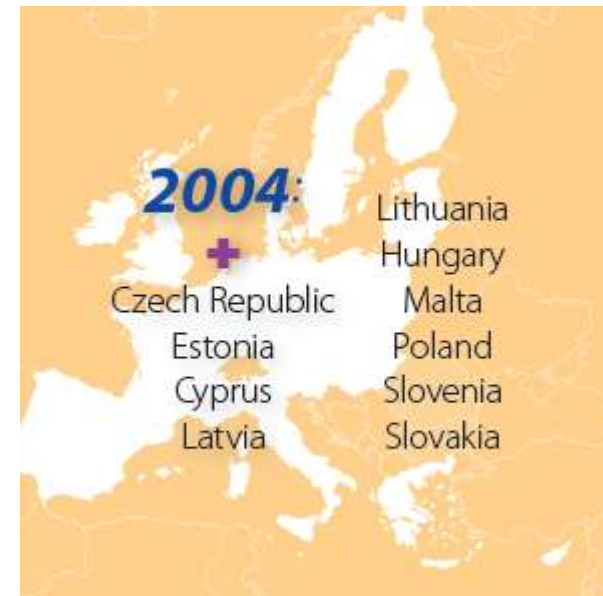 2004:
+
Czech Republic
Estonia
Cyprus
Latvia
Lithuania
Hungary
Malta
Poland
Slovenia
Slovakia